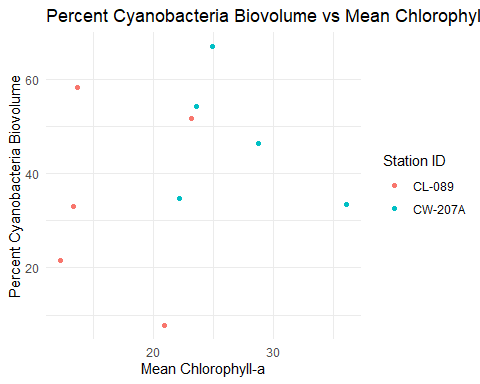 Percent Cyanobacteria Biovolume vs Mean Chlorophyl
Percent Cyanobacteria Biovolume
60
40
20
20
30
Mean Chlorophyll-a
Station ID
CL-089
CW-207A